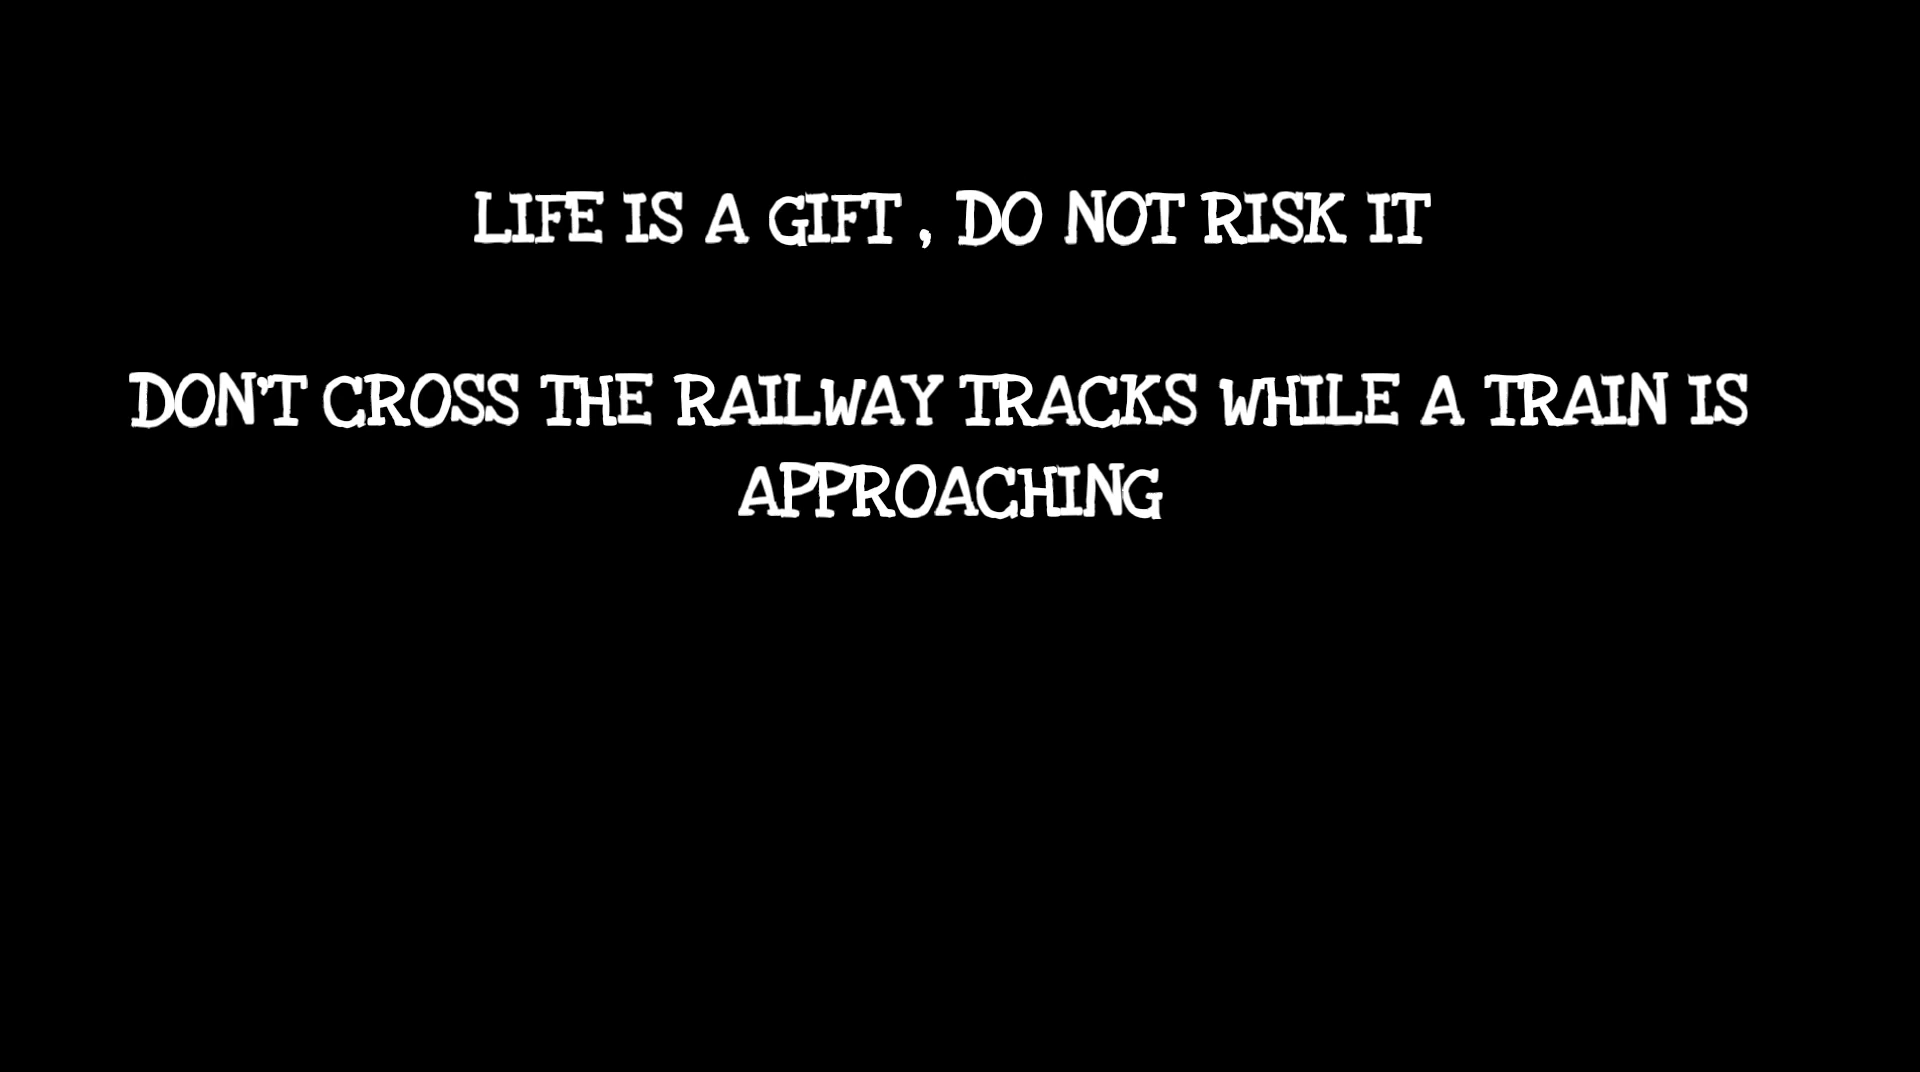 LIFE IS A GIFT , DO NOT RISK IT
DON'T CROSS THE RAILWAY TRACKS WHILE A TRAIN IS
APPROACHING